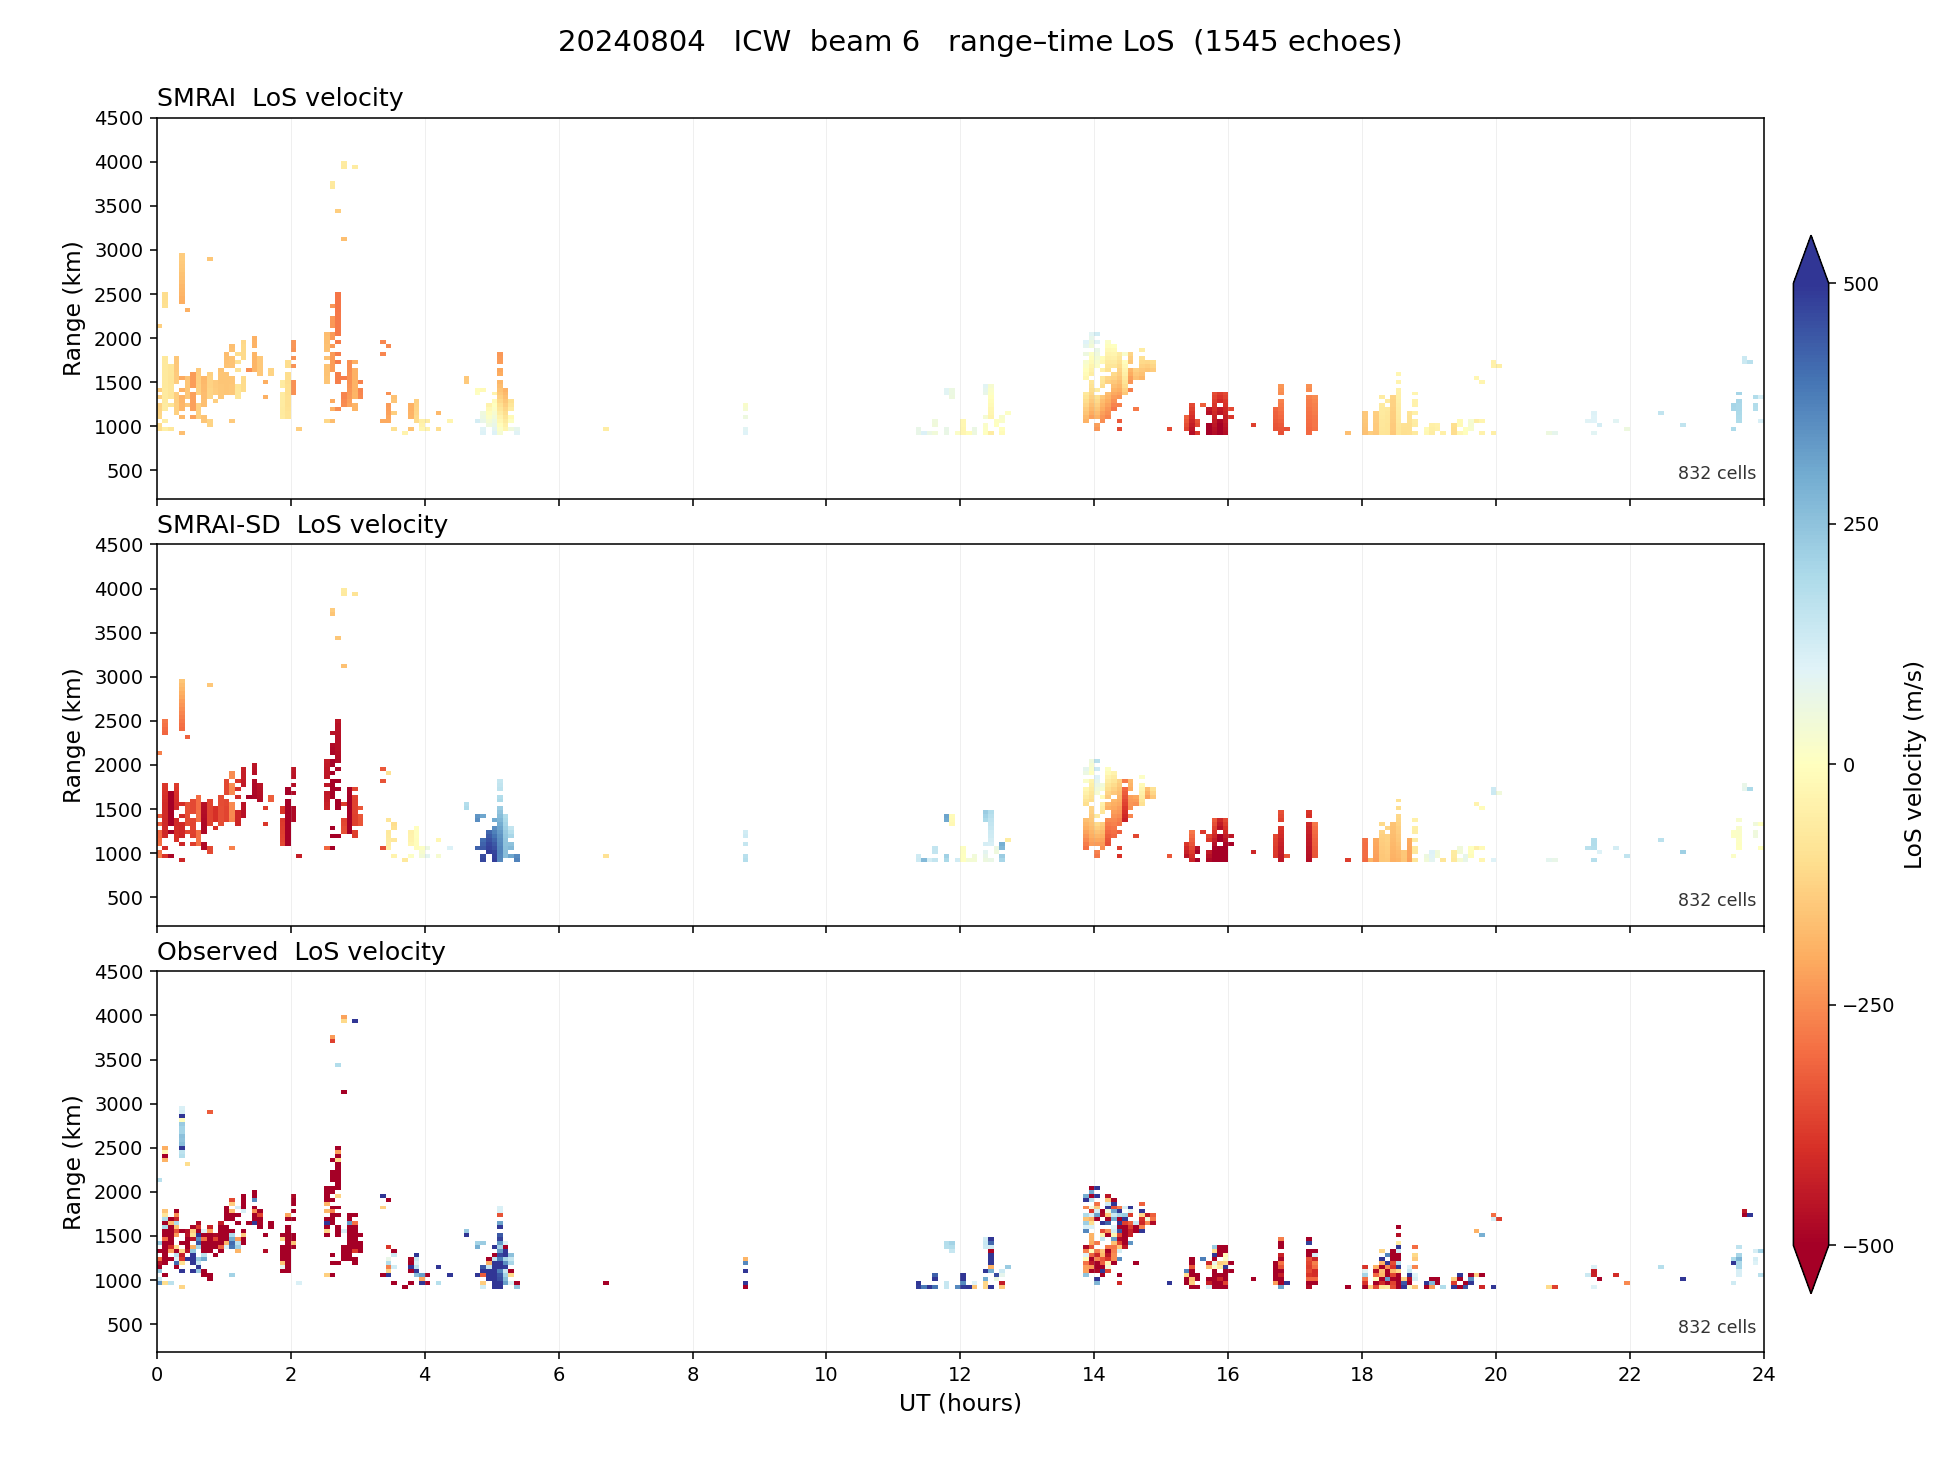 20240804   ICW  beam 6   range–time LoS  (1545 echoes)
SMRAI  LoS velocity
4500
4000
3500
3000
2500
2000
1500
1000
500
Range (km)
832 cells
SMRAI-SD  LoS velocity
4500
4000
3500
3000
2500
2000
1500
1000
500
Range (km)
832 cells
Observed  LoS velocity
4500
4000
3500
3000
2500
2000
1500
1000
500
Range (km)
832 cells
0 2 4 6 8 10 12 14 16 18 20 22 24
UT (hours)
500
250
0
−250
−500
LoS velocity (m/s)